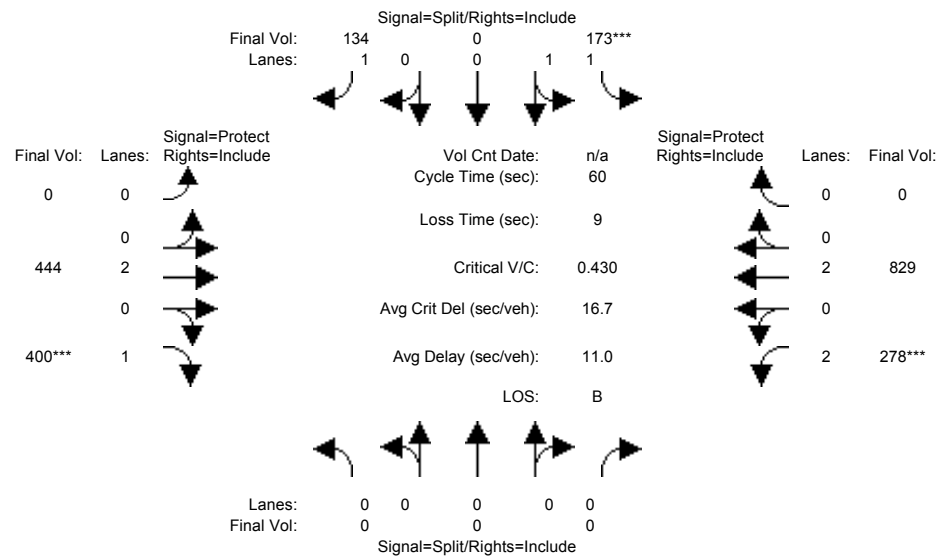 Signal=Split/Rights=Include
Final Vol: 134 0 173***
Lanes: 1 0 0 1 1
Signal=Protect Signal=Protect
Final Vol: Lanes: Rights=Include Vol Cnt Date: n/a Rights=Include Lanes: Final Vol:
Cycle Time (sec): 60
0 0 0 0
Loss Time (sec): 9
0 0
444 2 Critical V/C: 0.430 2 829
0 Avg Crit Del (sec/veh): 16.7 0
400*** 1 Avg Delay (sec/veh): 11.0 2 278***
LOS: B
Lanes: 0 0 0 0 0
Final Vol: 0 0 0
Signal=Split/Rights=Include